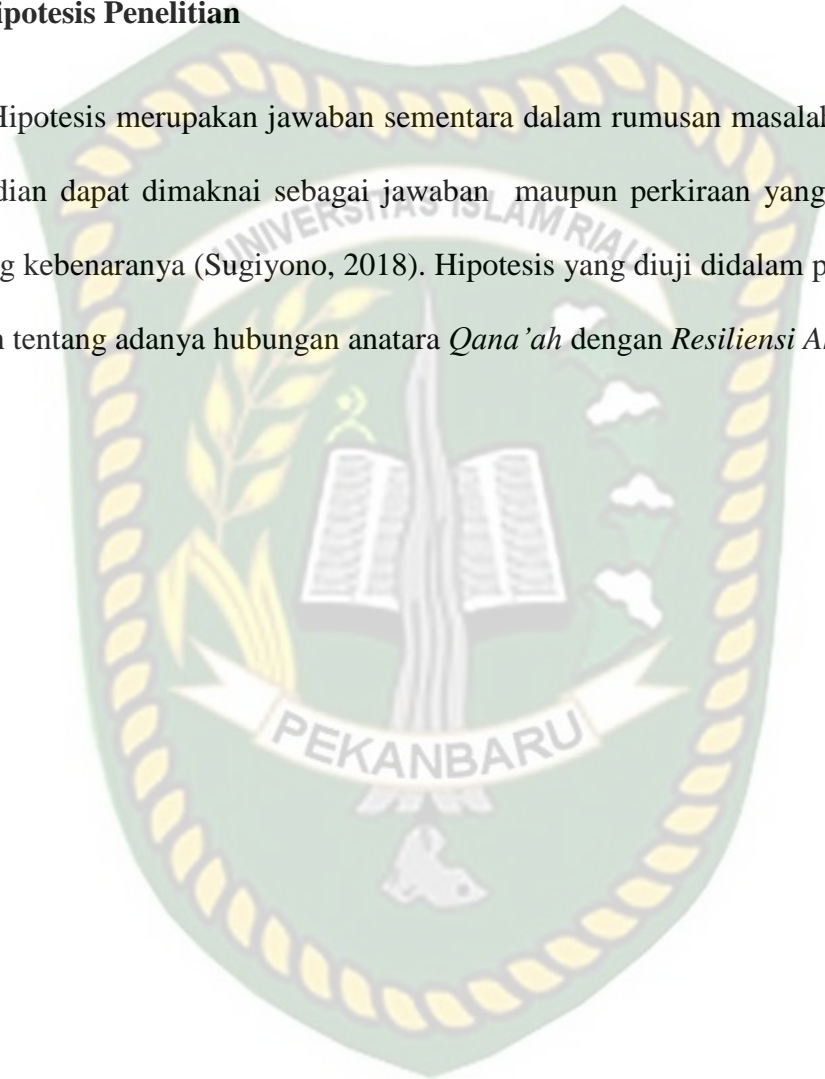 ipotesis Penelitian
Hipotesis merupakan jawaban sementara dalam rumusan masalah
dian dapat dimaknai sebagai jawaban maupun perkiraan yang
UNIVERSITAS ISLAM RIAU
g kebenaranya (Sugiyono, 2018). Hipotesis yang diuji didalam p
n tentang adanya hubungan anatara Qana’ah dengan Resiliensi A
PEKANBARU